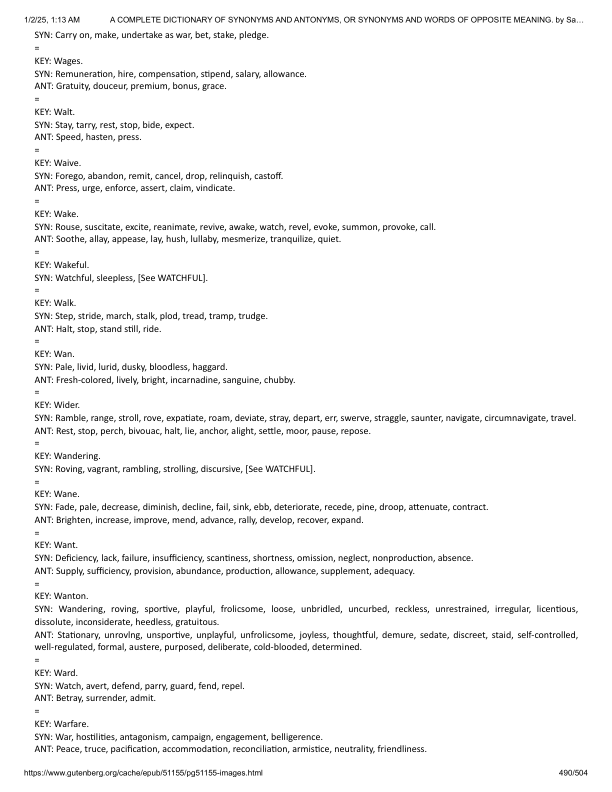 1/2/25, 1:13 AM A COMPLETE DICTIONARY OF SYNONYMS AND ANTONYMS, OR SYNONYMS AND WORDS OF OPPOSITE MEANING. by Sa…
SYN: Carry on, make, undertake as war, bet, stake, pledge.
=
KEY: Wages.
SYN: Remuneration, hire, compensation, stipend, salary, allowance.
ANT: Gratuity, douceur, premium, bonus, grace.
=
KEY: Walt.
SYN: Stay, tarry, rest, stop, bide, expect.
ANT: Speed, hasten, press.
=
KEY: Waive.
SYN: Forego, abandon, remit, cancel, drop, relinquish, castoff.
ANT: Press, urge, enforce, assert, claim, vindicate.
=
KEY: Wake.
SYN: Rouse, suscitate, excite, reanimate, revive, awake, watch, revel, evoke, summon, provoke, call.
ANT: Soothe, allay, appease, lay, hush, lullaby, mesmerize, tranquilize, quiet.
=
KEY: Wakeful.
SYN: Watchful, sleepless, [See WATCHFUL].
=
KEY: Walk.
SYN: Step, stride, march, stalk, plod, tread, tramp, trudge.
ANT: Halt, stop, stand still, ride.
=
KEY: Wan.
SYN: Pale, livid, lurid, dusky, bloodless, haggard.
ANT: Fresh-colored, lively, bright, incarnadine, sanguine, chubby.
=
KEY: Wider.
SYN: Ramble, range, stroll, rove, expatiate, roam, deviate, stray, depart, err, swerve, straggle, saunter, navigate, circumnavigate, travel.
ANT: Rest, stop, perch, bivouac, halt, lie, anchor, alight, settle, moor, pause, repose.
=
KEY: Wandering.
SYN: Roving, vagrant, rambling, strolling, discursive, [See WATCHFUL].
=
KEY: Wane.
SYN: Fade, pale, decrease, diminish, decline, fail, sink, ebb, deteriorate, recede, pine, droop, attenuate, contract.
ANT: Brighten, increase, improve, mend, advance, rally, develop, recover, expand.
=
KEY: Want.
SYN: Deficiency, lack, failure, insufficiency, scantiness, shortness, omission, neglect, nonproduction, absence.
ANT: Supply, sufficiency, provision, abundance, production, allowance, supplement, adequacy.
=
KEY: Wanton.
SYN: Wandering, roving, sportive, playful, frolicsome, loose, unbridled, uncurbed, reckless, unrestrained, irregular, licentious,
dissolute, inconsiderate, heedless, gratuitous.
ANT: Stationary, unrovlng, unsportive, unplayful, unfrolicsome, joyless, thoughtful, demure, sedate, discreet, staid, self-controlled,
well-regulated, formal, austere, purposed, deliberate, cold-blooded, determined.
=
KEY: Ward.
SYN: Watch, avert, defend, parry, guard, fend, repel.
ANT: Betray, surrender, admit.
=
KEY: Warfare.
SYN: War, hostilities, antagonism, campaign, engagement, belligerence.
ANT: Peace, truce, pacification, accommodation, reconciliation, armistice, neutrality, friendliness.
https://www.gutenberg.org/cache/epub/51155/pg51155-images.html 490/504